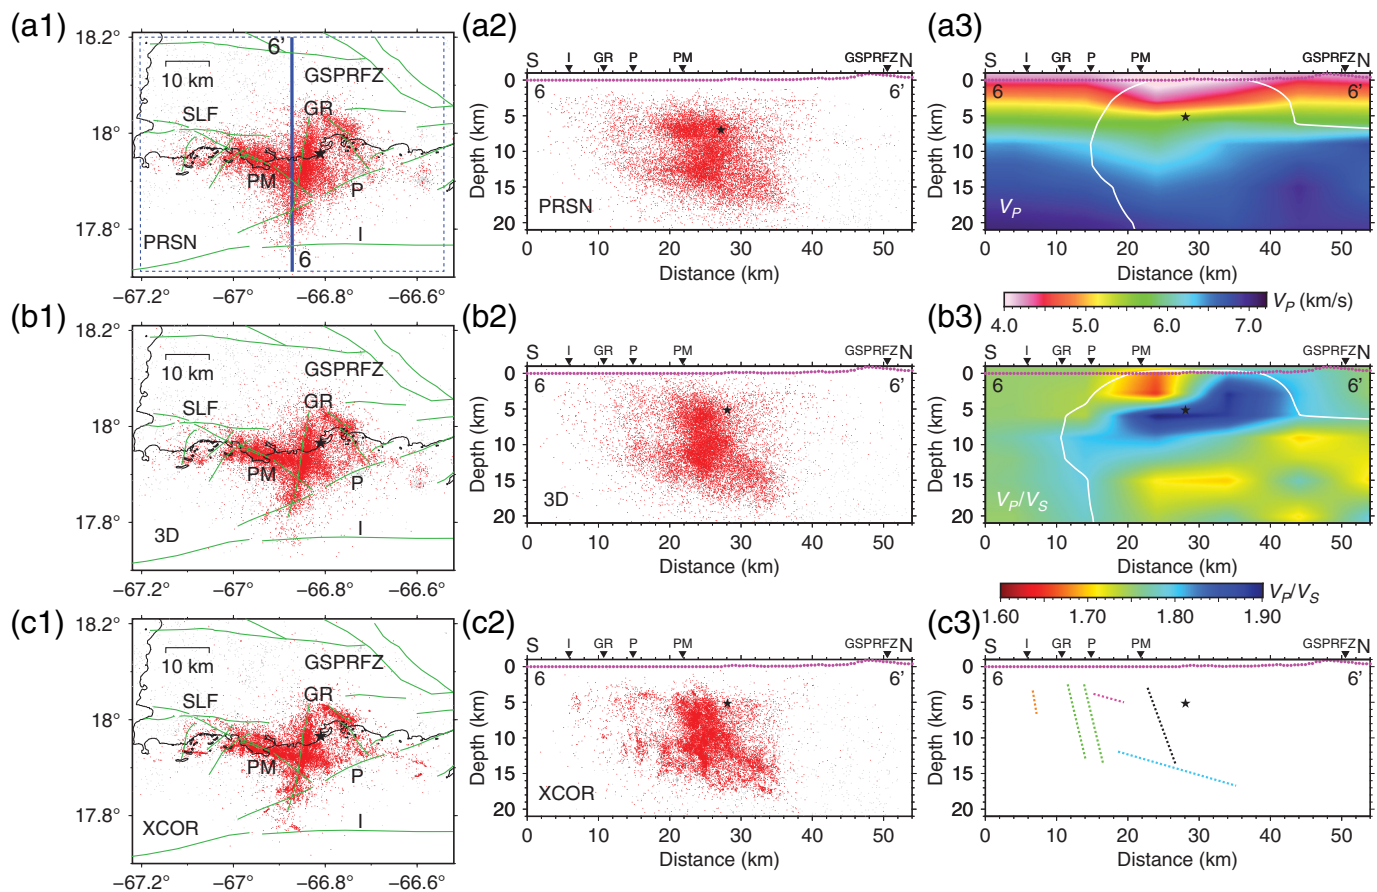 (a1)
18.2°
18°
17.8°
−67.2° −67° −66.8° −66.6°
10 km
6'
GSPRFZ
SLF
GR
PM
P
PRSN
I
6
(a2)
S I GR P PM GSPRFZ N
6 6'
0
5
10
15
20
Depth (km)
PRSN
0 10 20 30 40 50
Distance (km)
(a3)
S I GR P PM GSPRFZ N
6 6'
0
5
10
15
20
Depth (km)
VP
0 10 20 30 40 50
Distance (km)
VP (km/s)
4.0 5.0 6.0 7.0
(b1)
18.2°
18°
17.8°
−67.2° −67° −66.8° −66.6°
10 km
GSPRFZ
SLF
GR
PM
P
3D
I
(b2)
S I GR P PM GSPRFZ N
6 6'
0
5
10
15
20
Depth (km)
3D
0 10 20 30 40 50
Distance (km)
(b3)
S I GR P PM GSPRFZ N
6 6'
0
5
10
15
20
Depth (km)
VP/VS
0 10 20 30 40 50
Distance (km)
VP/VS
1.60 1.70 1.80 1.90
(c1)
18.2°
18°
17.8°
−67.2° −67° −66.8° −66.6°
10 km
GSPRFZ
SLF
GR
PM
P
XCOR
I
(c2)
S I GR P PM GSPRFZ N
6 6'
0
5
10
15
20
Depth (km)
XCOR
0 10 20 30 40 50
Distance (km)
(c3)
S I GR P PM GSPRFZ N
6 6'
0
5
10
15
20
Depth (km)
0 10 20 30 40 50
Distance (km)